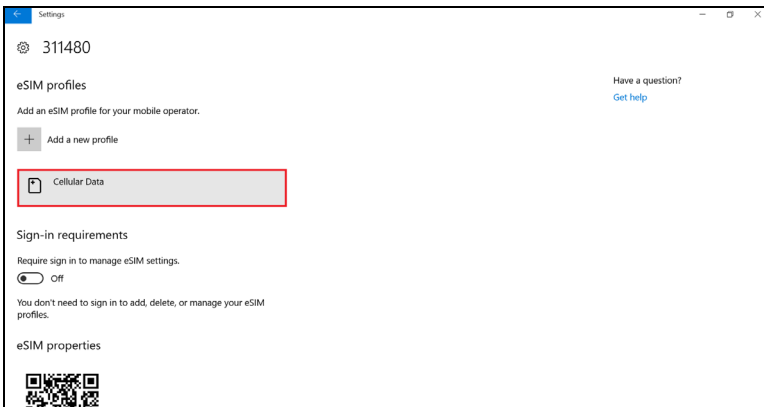 Settings
311480
eSIM profiles
Have a question?
Get help
Add an eSIM profile for your mobile operator.
Add a new profile
Cellular Data
Sign-in requirements
Require sign in to manage eSIM settings.
Off
You don't need to sign in to add, delete, or manage your eSIM
profiles.
eSIM properties